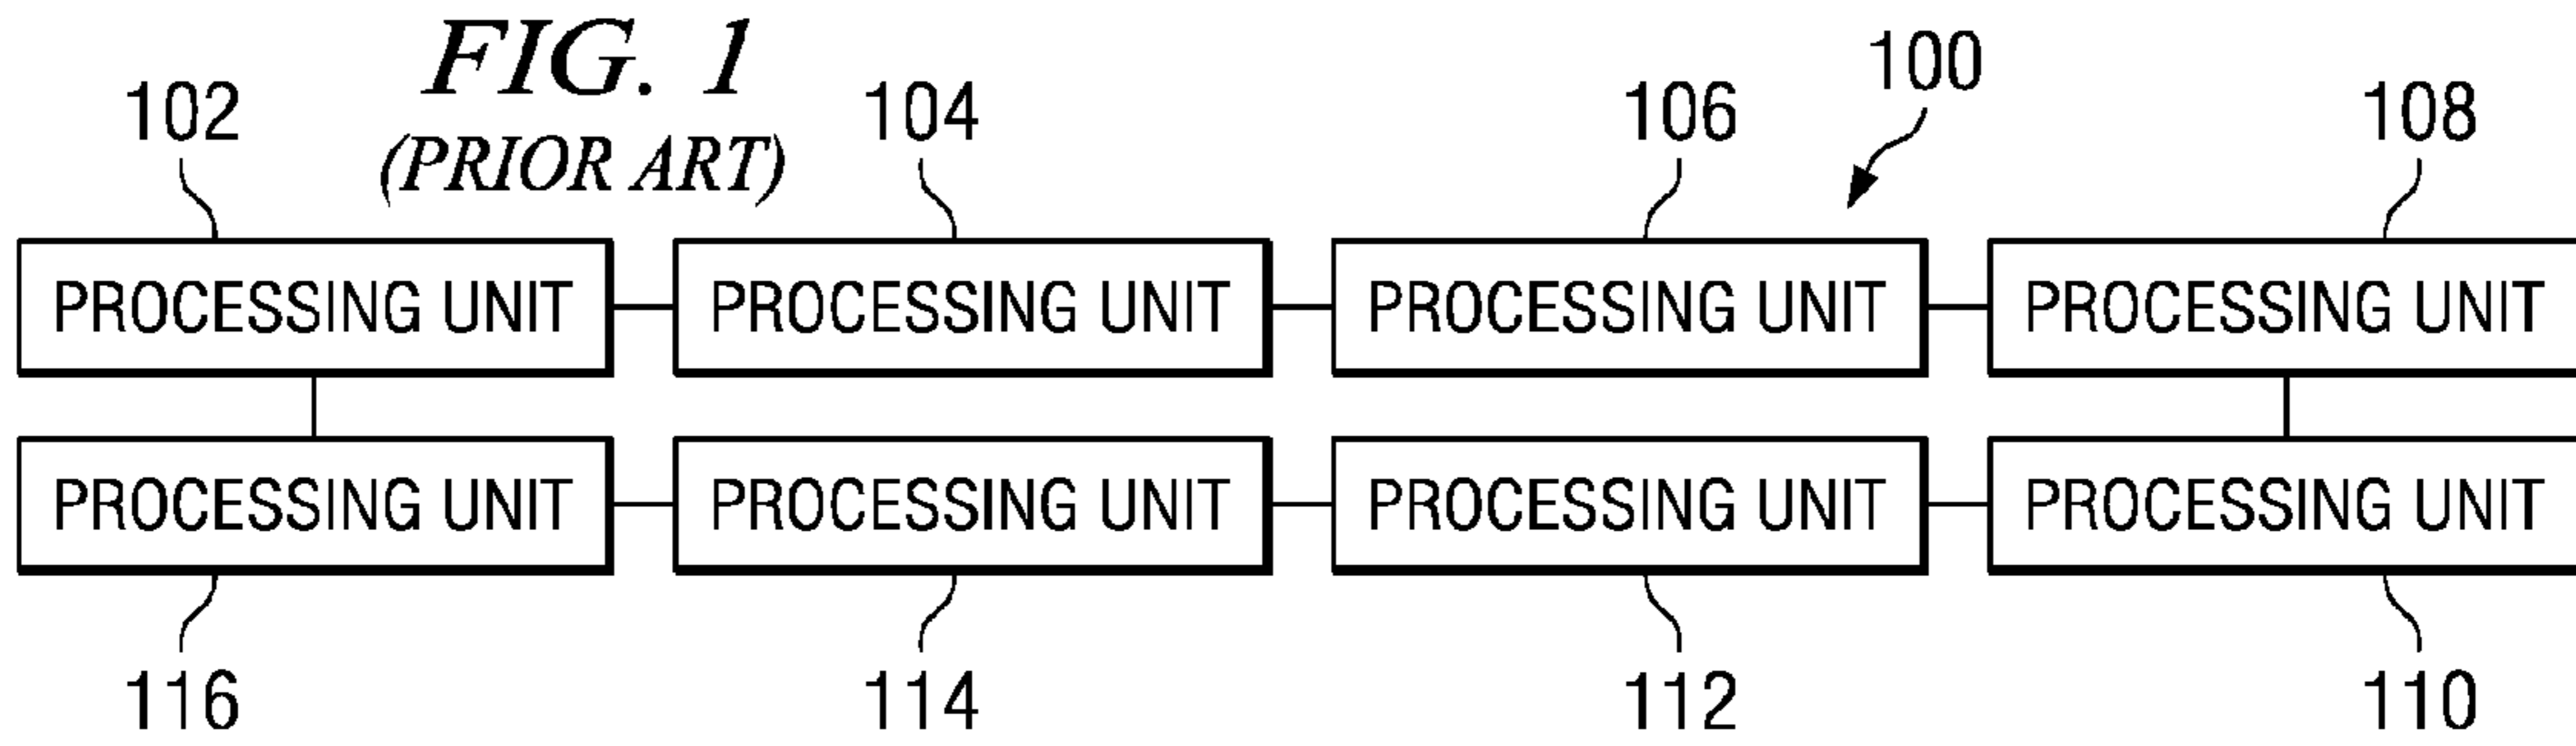 FIG. 1
(PRIOR ART)
100
102
104
106
108
PROCESSING UNIT
PROCESSING UNIT
PROCESSING UNIT
PROCESSING UNIT
PROCESSING UNIT
PROCESSING UNIT
PROCESSING UNIT
PROCESSING UNIT
116
114
112
110